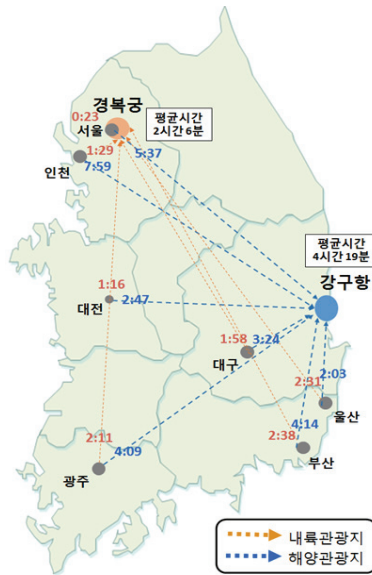 경복궁
0:23
서울
평균시간
2시간 6분
1:29
5:37
인천
7:59
평균시간
4시간 19분
강구항
1:16
대전
2:47
1:58
3:24
대구
2:31
2:03
울산
4:14
2:38
부산
2:11
4:09
광주
내륙관광지
해양관광지